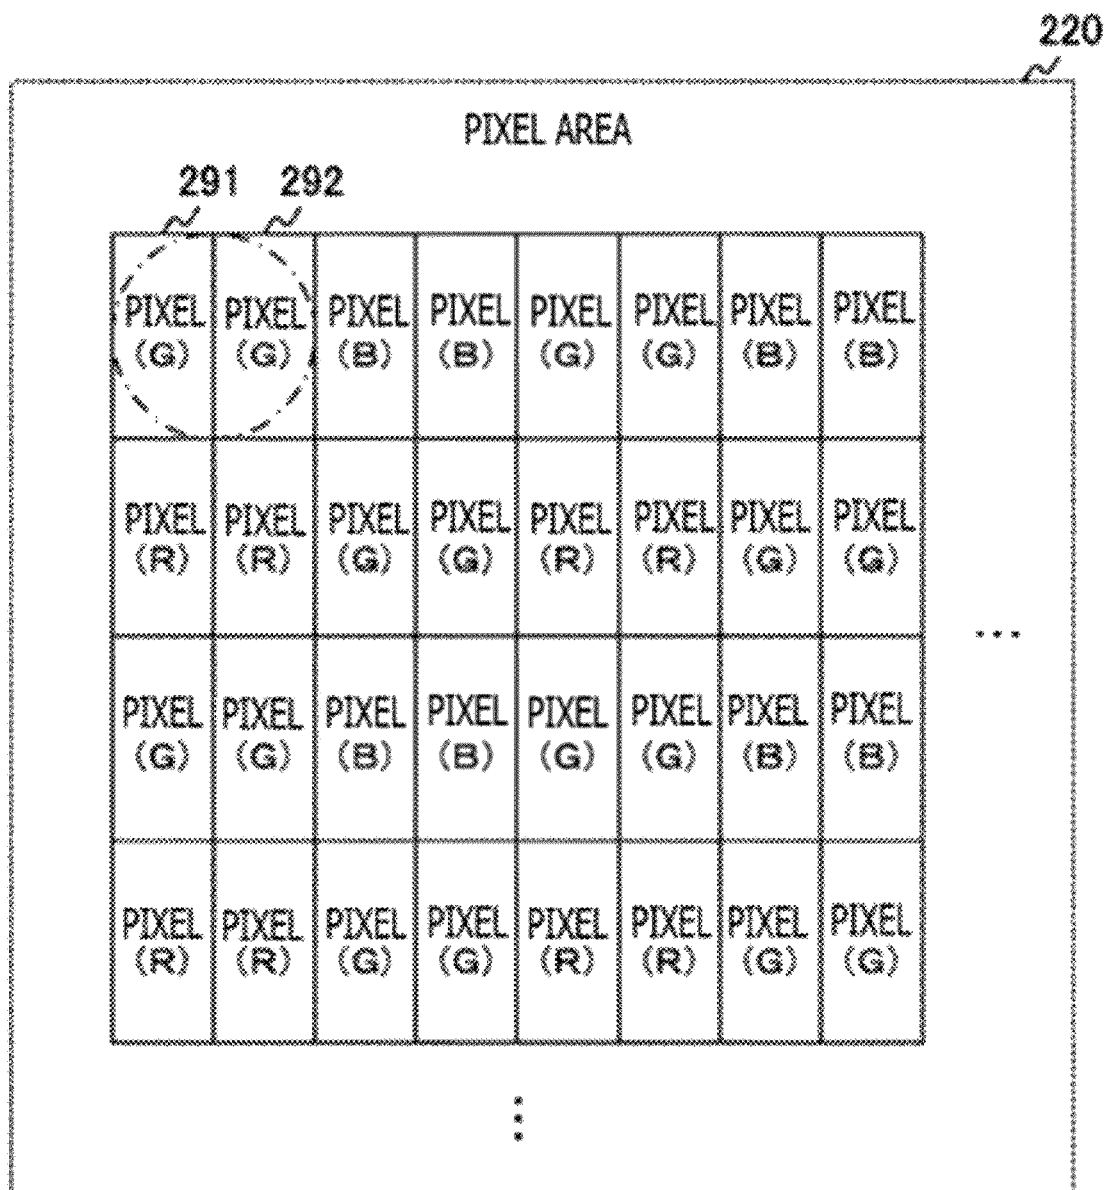 220
PIXEL AREA
291 292
PIXEL PIXEL PIXEL PIXEL PIXEL PIXEL PIXEL PIXEL
(G) (G) (B) (B) (G) (G) (B) (B)
PIXEL PIXEL PIXEL PIXEL PIXEL PIXEL PIXEL PIXEL
(R) (R) (G) (G) (R) (R) (G) (G)
...
PIXEL PIXEL PIXEL PIXEL PIXEL PIXEL PIXEL PIXEL
(G) (G) (B) (B) (G) (G) (B) (B)
PIXEL PIXEL PIXEL PIXEL PIXEL PIXEL PIXEL PIXEL
(R) (R) (G) (G) (R) (R) (G) (G)
⋮